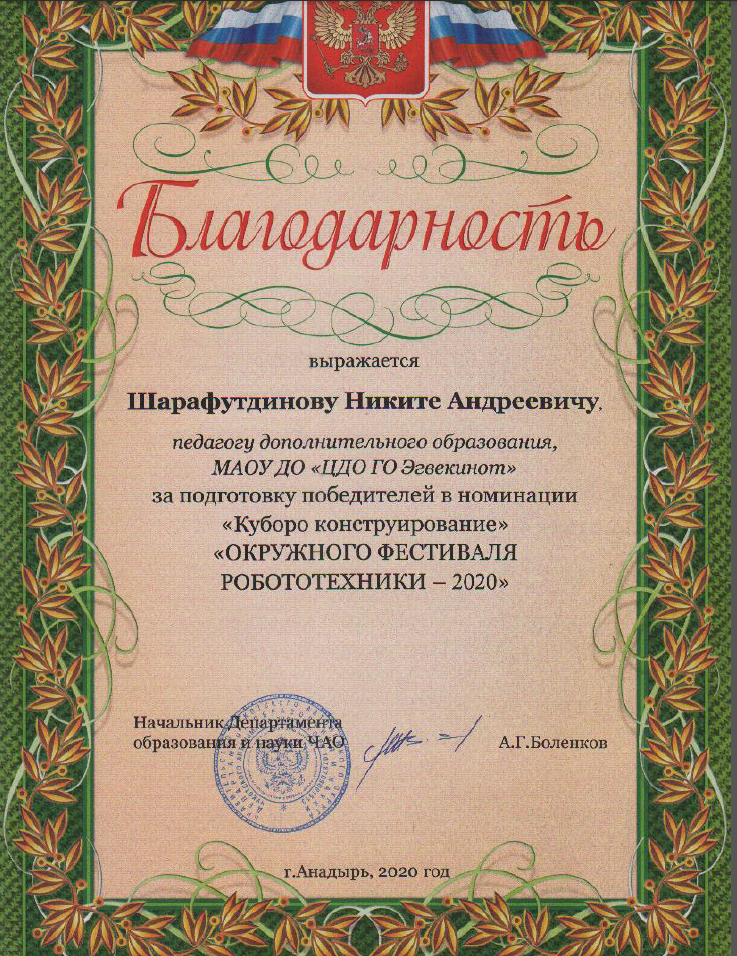 Благодарность
выражается
Шарафутдинову Никите Андреевичу,
педагогу дополнительного образования,
МАОУ ДО «ЦДО ГО Эгвекинот»
за подготовку победителей в номинации
«Куборо конструирование»
«ОКРУЖНОГО ФЕСТИВАЛЯ
РОБОТОТЕХНИКИ – 2020»
Начальник Департамента
образования и науки ЧАО
А.Г.Боленков
г.Анадырь, 2020 год